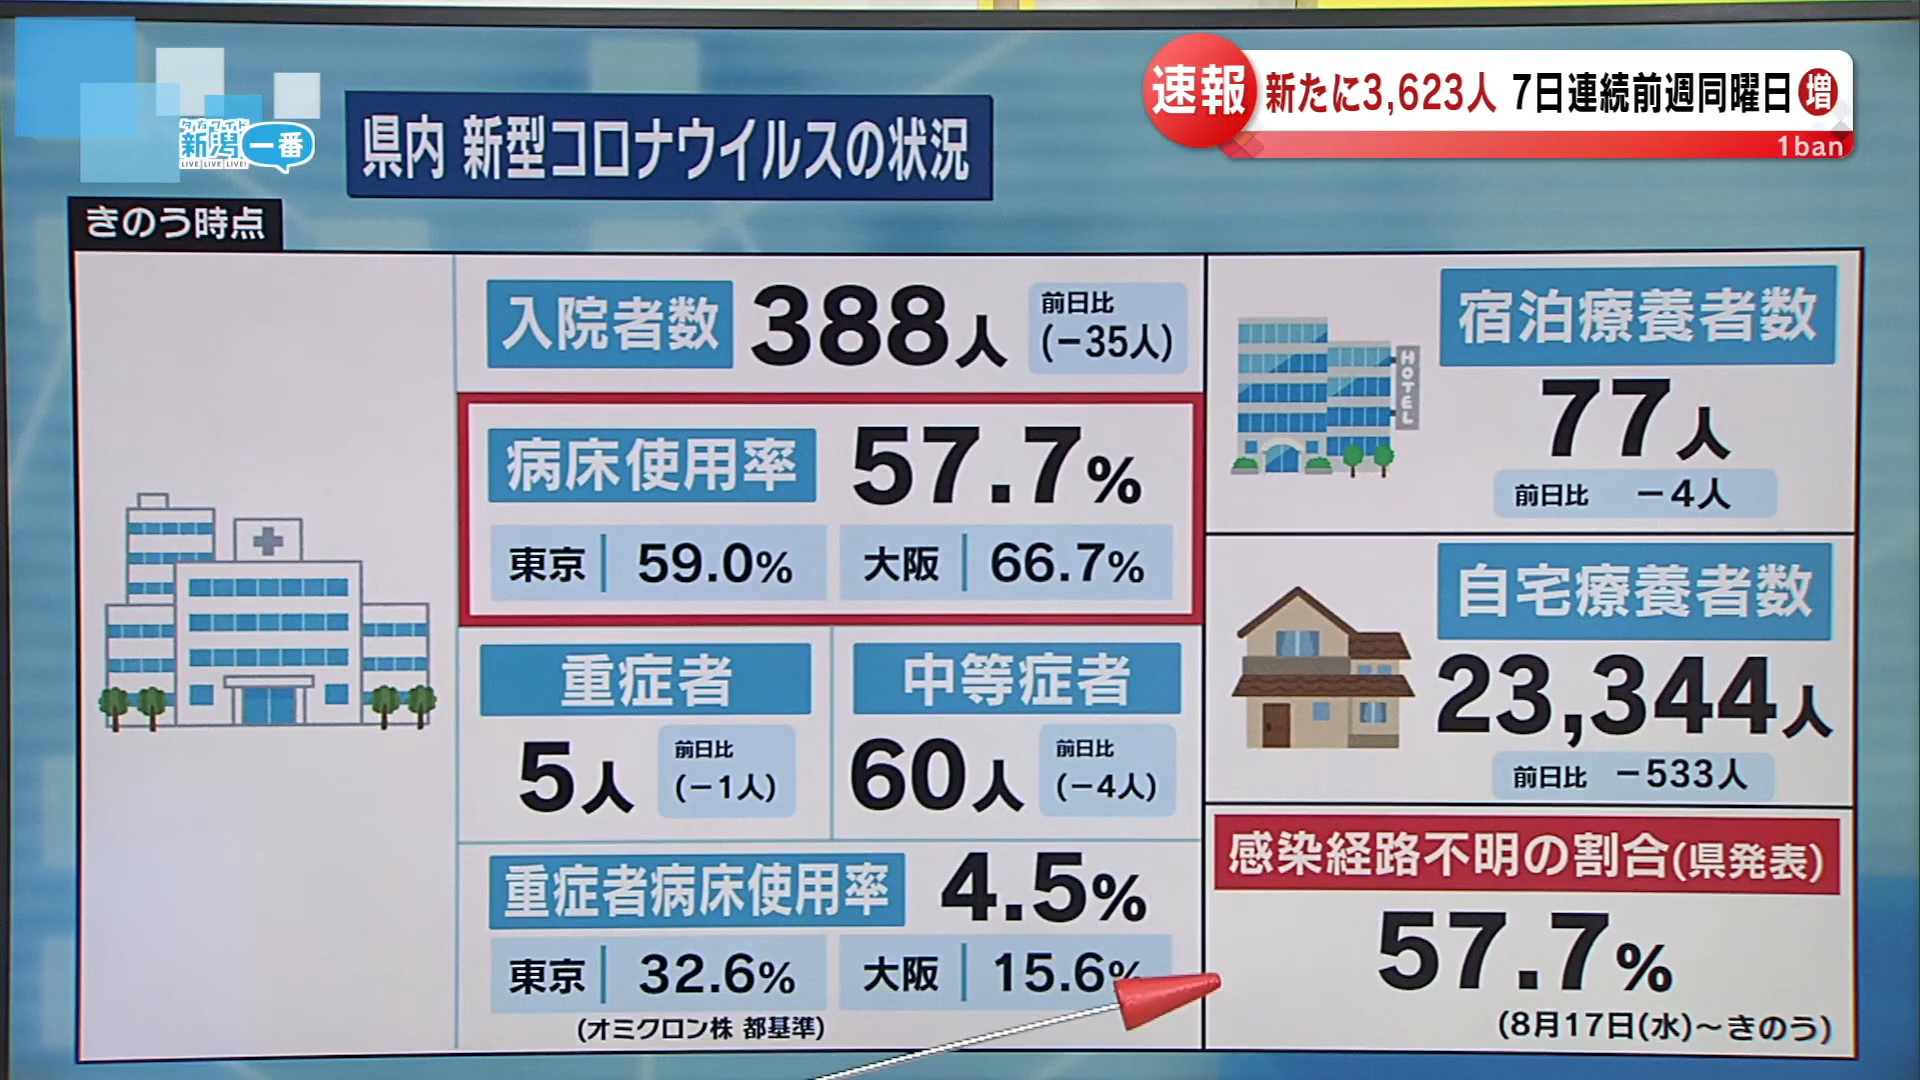 速報
新たに3,623人 7日連続前週同曜日増
1ban
夕方ワイド
新潟一番
LIVE LIVE LIVE!
県内 新型コロナウイルスの状況
きのう時点
入院者数 388人 前日比
(-35人)
病床使用率 57.7%
東京 59.0% 大阪 66.7%
重症者
5人 前日比
(-1人)
中等症者
60人 前日比
(-4人)
重症者病床使用率 4.5%
東京 32.6% 大阪 15.6%
(オミクロン株 都基準)
HOTEL
宿泊療養者数
77人
前日比 -4人
自宅療養者数
23,344人
前日比 -533人
感染経路不明の割合(県発表)
57.7%
(8月17日(水)～きのう)